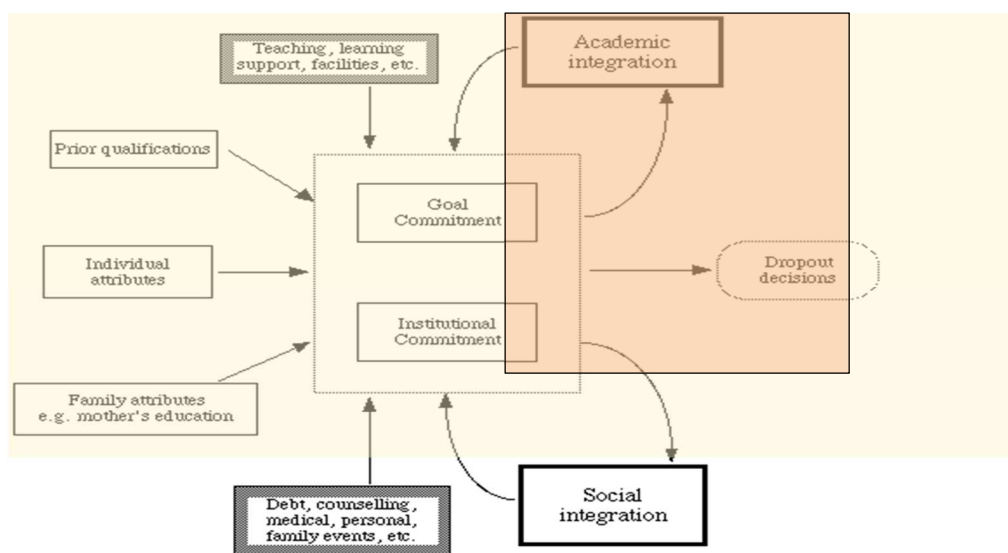 Teaching, learning
support, facilities, etc.
Academic
integration
Prior qualifications
Goal
Commitment
Individual
attributes
Dropout
decisions
Institutional
Commitment
Family attributes
e.g. mother's education
Debt, counselling,
medical, personal,
family events, etc.
Social
integration